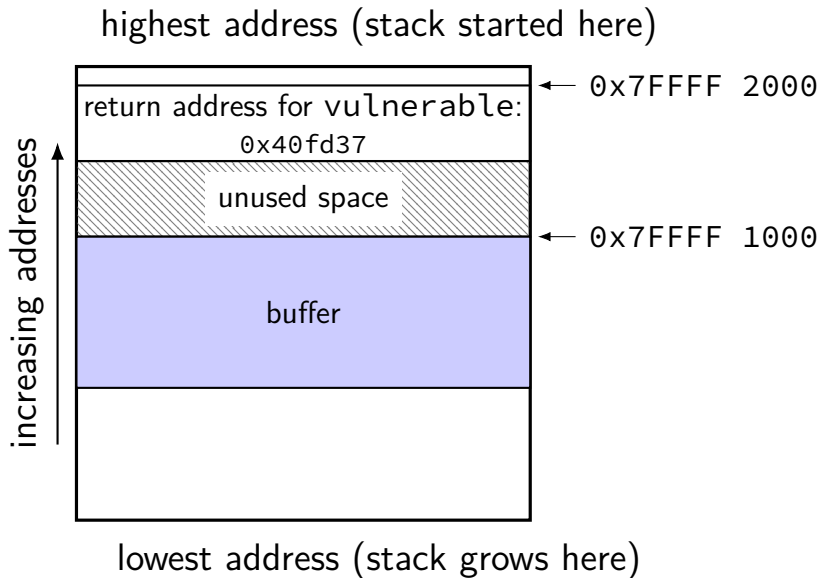 highest address (stack started here)
0x7FFFF 2000
return address for vulnerable:
0x40fd37
unused space
0x7FFFF 1000
buffer
increasing addresses
lowest address (stack grows here)